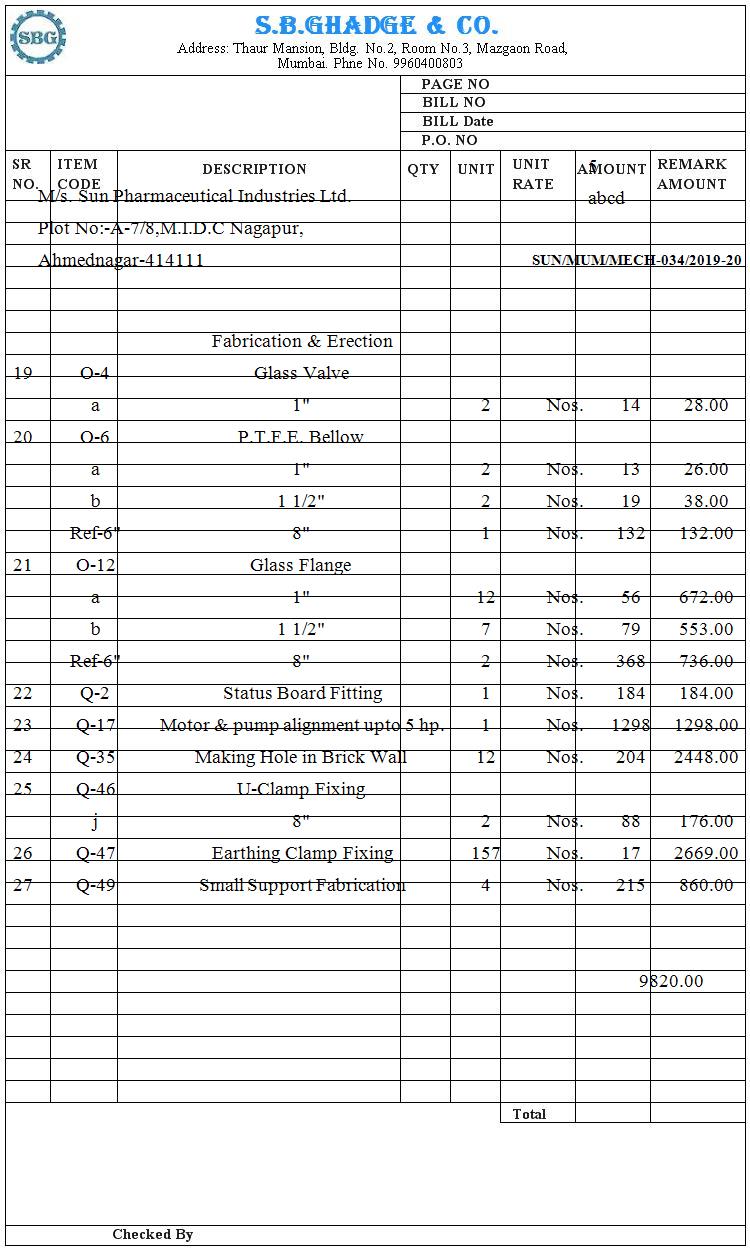 SBG
S.B.GHADGE & CO.
Address: Thaur Mansion, Bldg. No.2, Room No.3, Mazgaon Road,
Mumbai. Phne No. 9960400803
PAGE NO
BILL NO
BILL Date
P.O. NO
SR NO. ITEM CODE DESCRIPTION QTY UNIT UNIT RATE AMOUNT REMARK AMOUNT
5
M/s. Sun Pharmaceutical Industries Ltd. abcd
Plot No:-A-7/8,M.I.D.C Nagapur,
Ahmednagar-414111 SUN/MUM/MECH-034/2019-20
Fabrication & Erection
19 O-4 Glass Valve
a 1" 2 Nos. 14 28.00
20 O-6 P.T.F.E. Bellow
a 1" 2 Nos. 13 26.00
b 1 1/2" 2 Nos. 19 38.00
Ref-6" 8" 1 Nos. 132 132.00
21 O-12 Glass Flange
a 1" 12 Nos. 56 672.00
b 1 1/2" 7 Nos. 79 553.00
Ref-6" 8" 2 Nos. 368 736.00
22 Q-2 Status Board Fitting 1 Nos. 184 184.00
23 Q-17 Motor & pump alignment upto 5 hp. 1 Nos. 1298 1298.00
24 Q-35 Making Hole in Brick Wall 12 Nos. 204 2448.00
25 Q-46 U-Clamp Fixing
j 8" 2 Nos. 88 176.00
26 Q-47 Earthing Clamp Fixing 157 Nos. 17 2669.00
27 Q-49 Small Support Fabrication 4 Nos. 215 860.00
9820.00
Total
Checked By